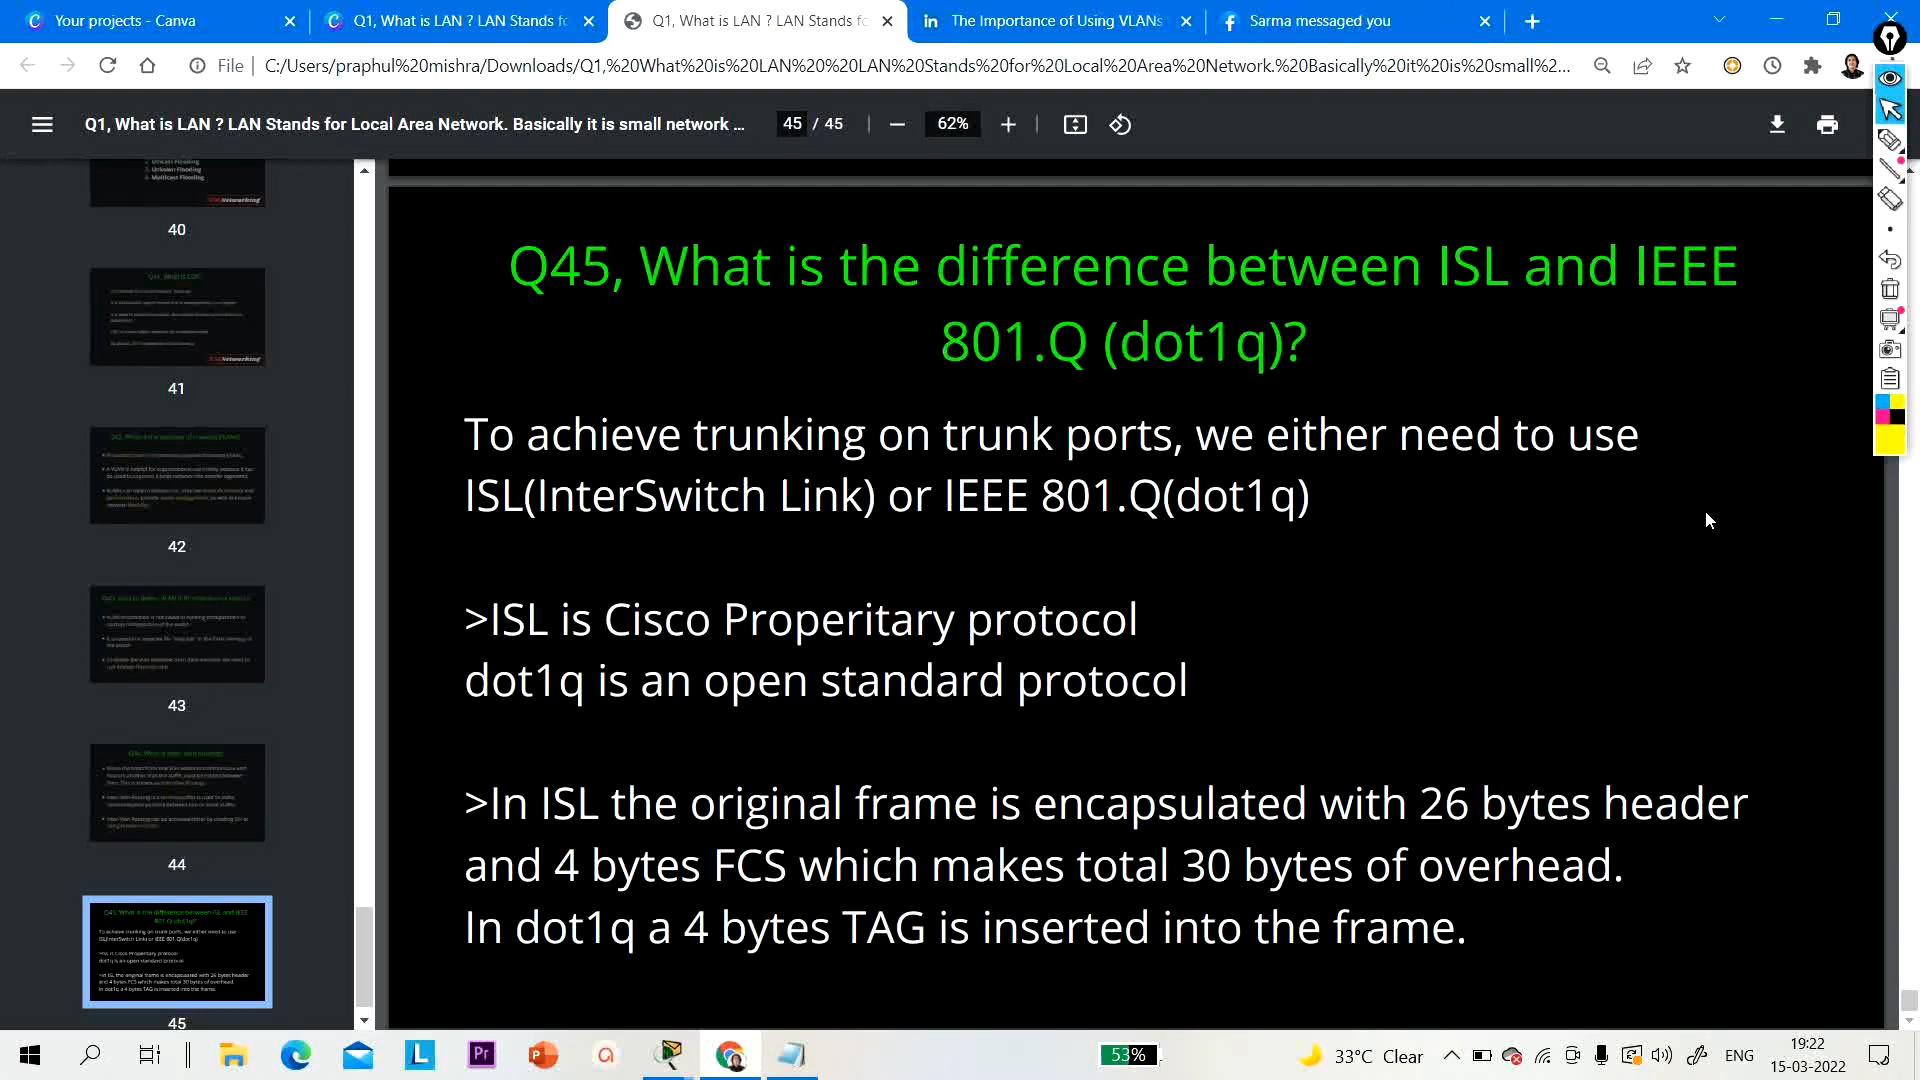 Your projects - Canva
Q1, What is LAN ? LAN Stands fo
Q1, What is LAN ? LAN Stands fo
in The Importance of Using VLANs
Sarma messaged you
File
C:/Users/praphul%20mishra/Downloads/Q1,%20What%20is%20LAN%20%20LAN%20Stands%20for%20Local%20Area%20Network.%20Basically%20it%20is%20small%2...
Q1, What is LAN ? LAN Stands for Local Area Network. Basically it is small network ...
45 / 45
62%
40
41
42
43
44
45
Q45, What is the difference between ISL and IEEE
801.Q (dot1q)?
To achieve trunking on trunk ports, we either need to use
ISL(InterSwitch Link) or IEEE 801.Q(dot1q)
>ISL is Cisco Properitary protocol
dot1q is an open standard protocol
>In ISL the original frame is encapsulated with 26 bytes header
and 4 bytes FCS which makes total 30 bytes of overhead.
In dot1q a 4 bytes TAG is inserted into the frame.
L
Pr
P
53%
33°C Clear
ENG
19:22
15-03-2022